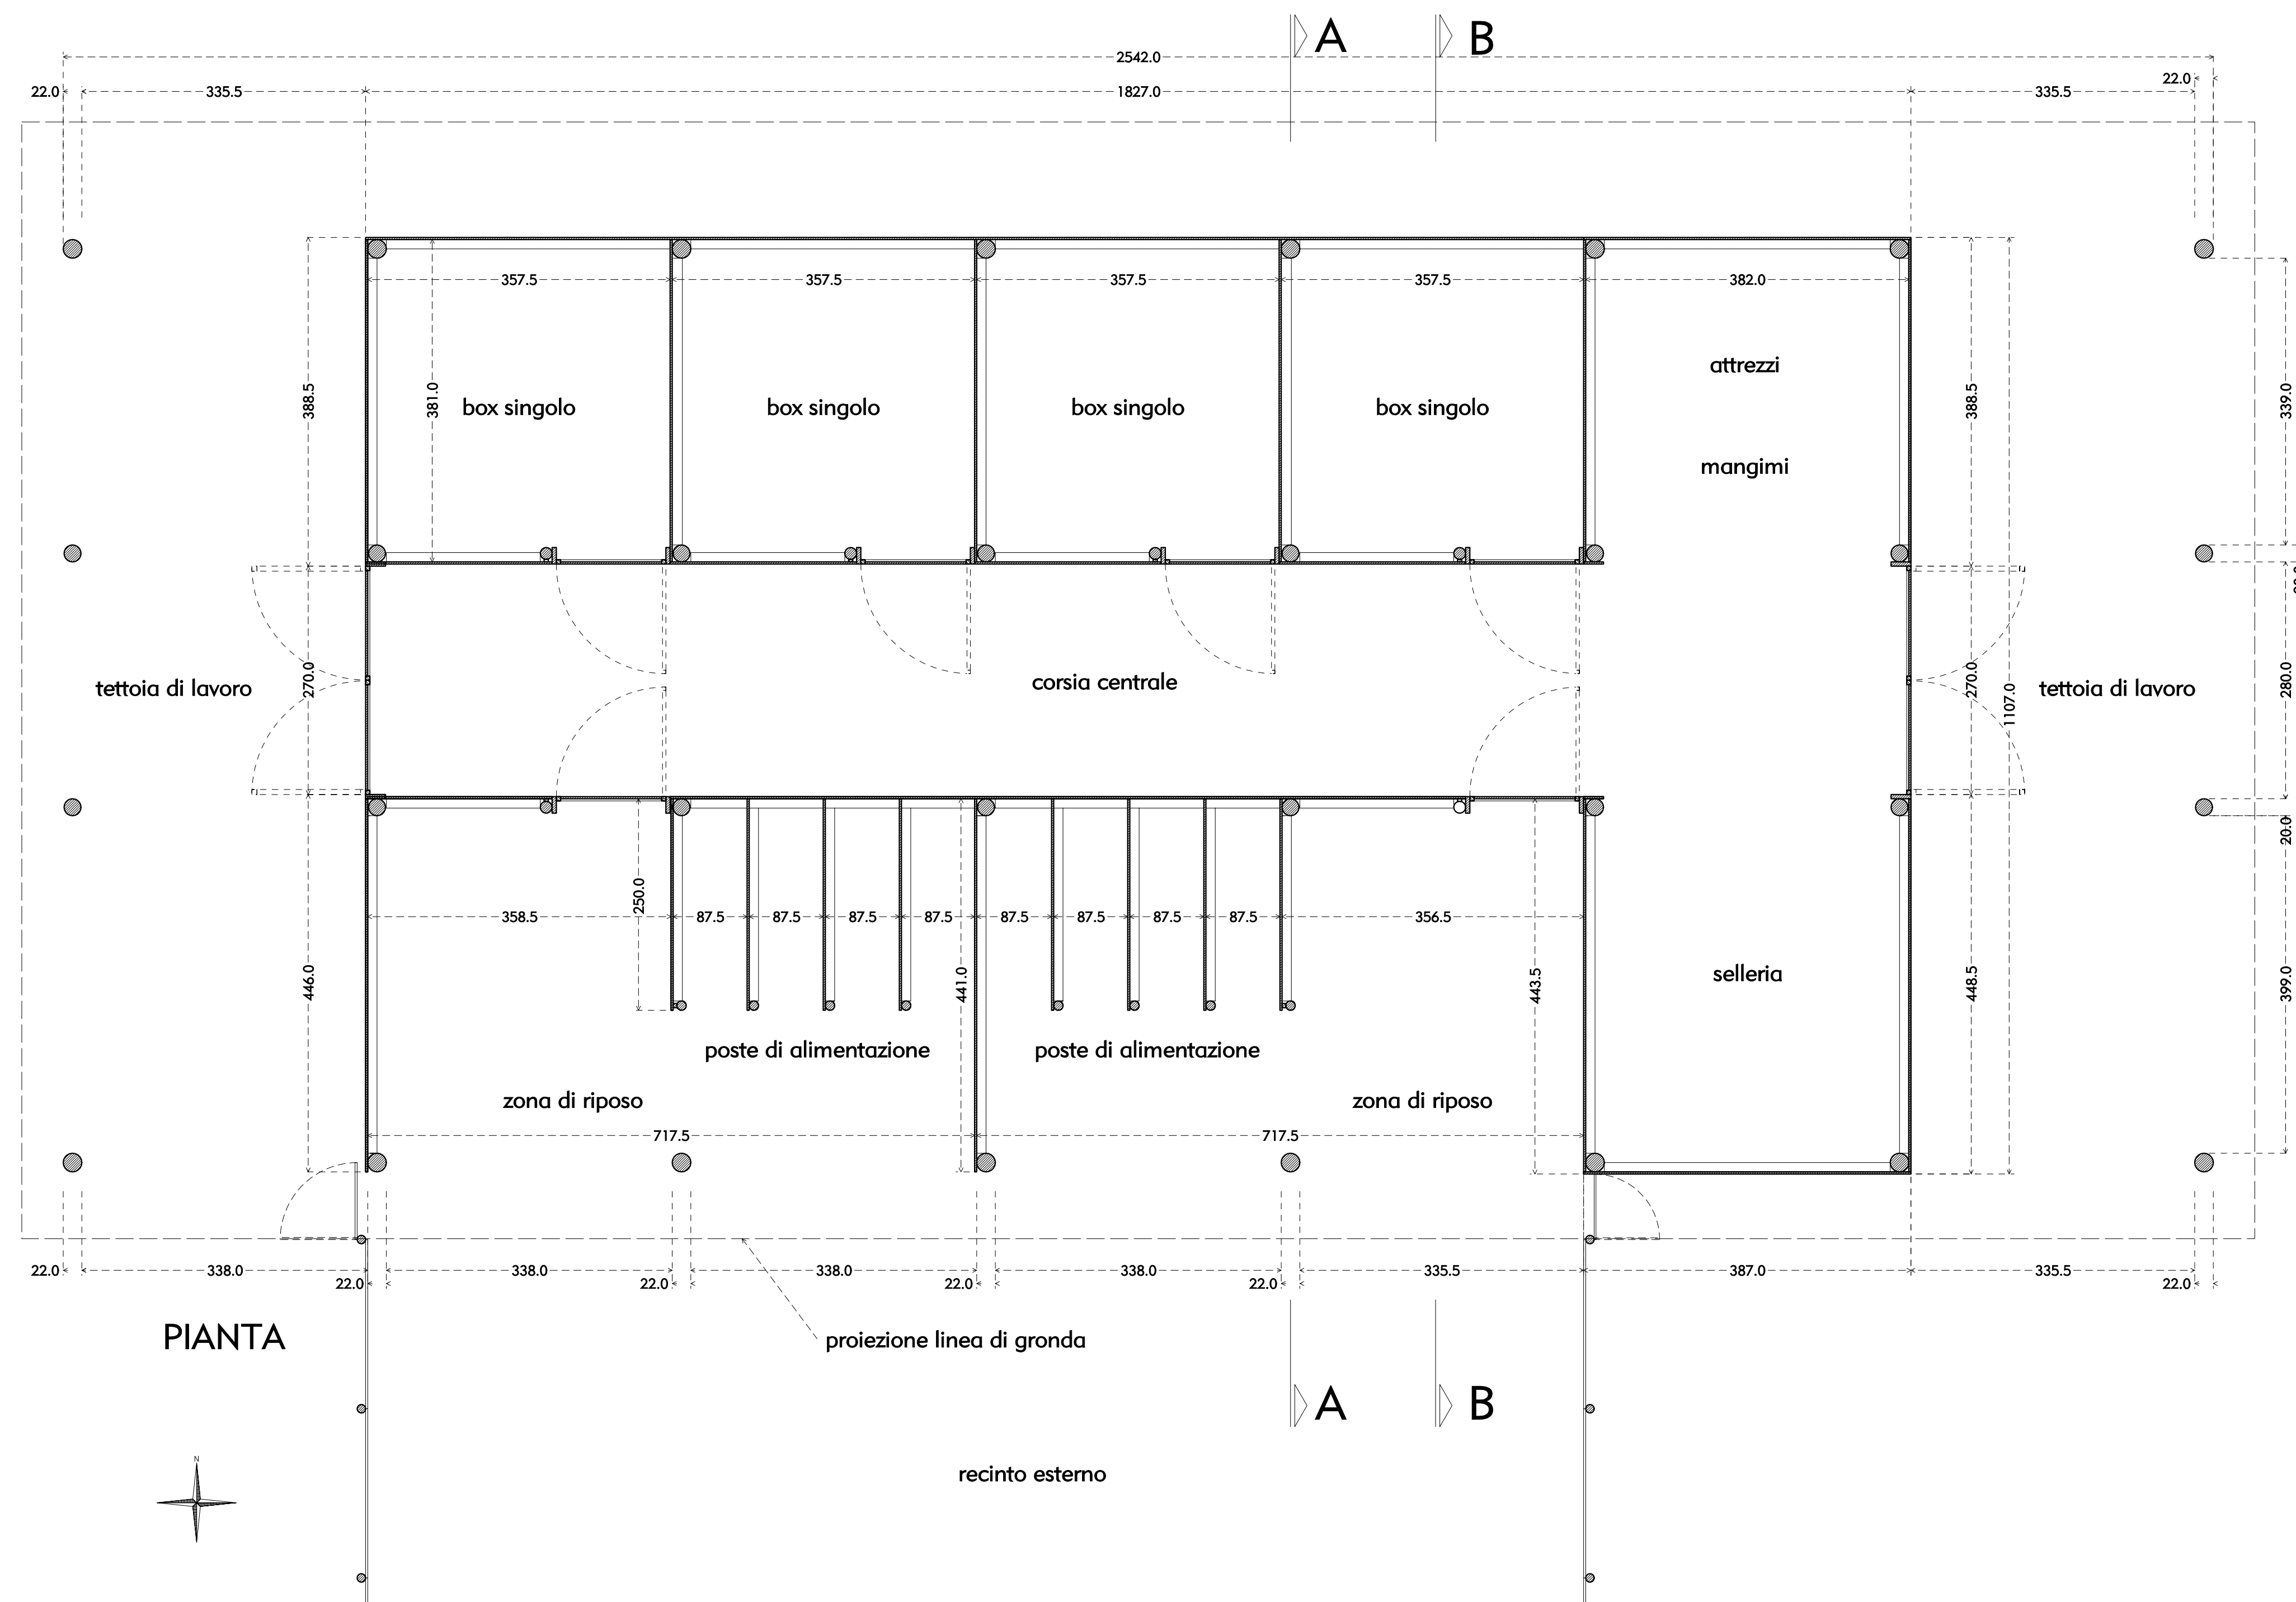 A B
2542.0
22.0 335.5 1827.0 335.5 22.0
357.5 357.5 357.5 357.5 382.0
388.5 381.0 388.5 339.0
attrezzi
box singolo box singolo box singolo box singolo
mangimi
tettoia di lavoro 270.0 corsia centrale 270.0 1107.0 tettoia di lavoro 280.0
20.0
250.0
358.5 87.5 87.5 87.5 87.5 87.5 87.5 87.5 87.5 356.5
446.0 441.0 443.5 selleria 448.5 399.0
poste di alimentazione poste di alimentazione
zona di riposo zona di riposo
717.5 717.5
22.0 338.0 338.0 338.0 338.0 335.5 387.0 335.5
22.0 22.0 22.0 22.0 22.0
PIANTA proiezione linea di gronda
A B
N
recinto esterno